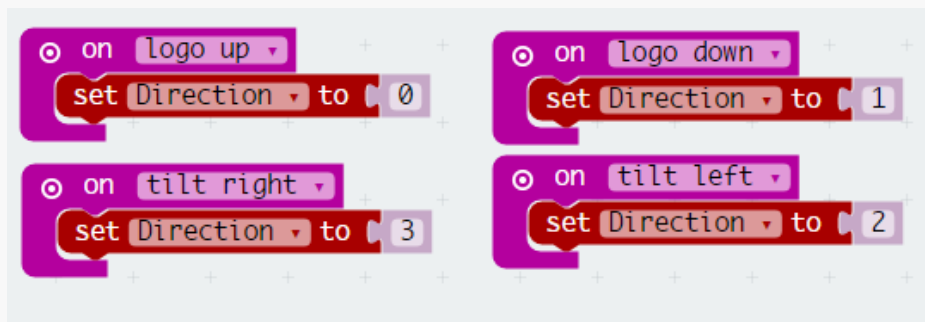 on logo up
set Direction to 0
on logo down
set Direction to 1
on tilt right
set Direction to 3
on tilt left
set Direction to 2